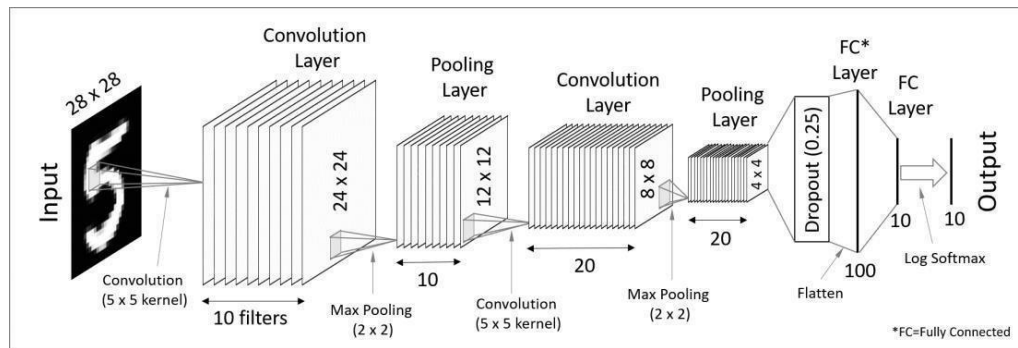 Input
28 x 28
Convolution
(5 x 5 kernel)
Convolution
Layer
24 x 24
10 filters
Max Pooling
(2 x 2)
Pooling
Layer
12 x 12
10
Convolution
(5 x 5 kernel)
Convolution
Layer
8 x 8
20
Max Pooling
(2 x 2)
Pooling
Layer
4 x 4
20
Dropout (0.25)
Flatten
FC*
Layer
100
FC
Layer
10
Log Softmax
10
Output
*FC=Fully Connected